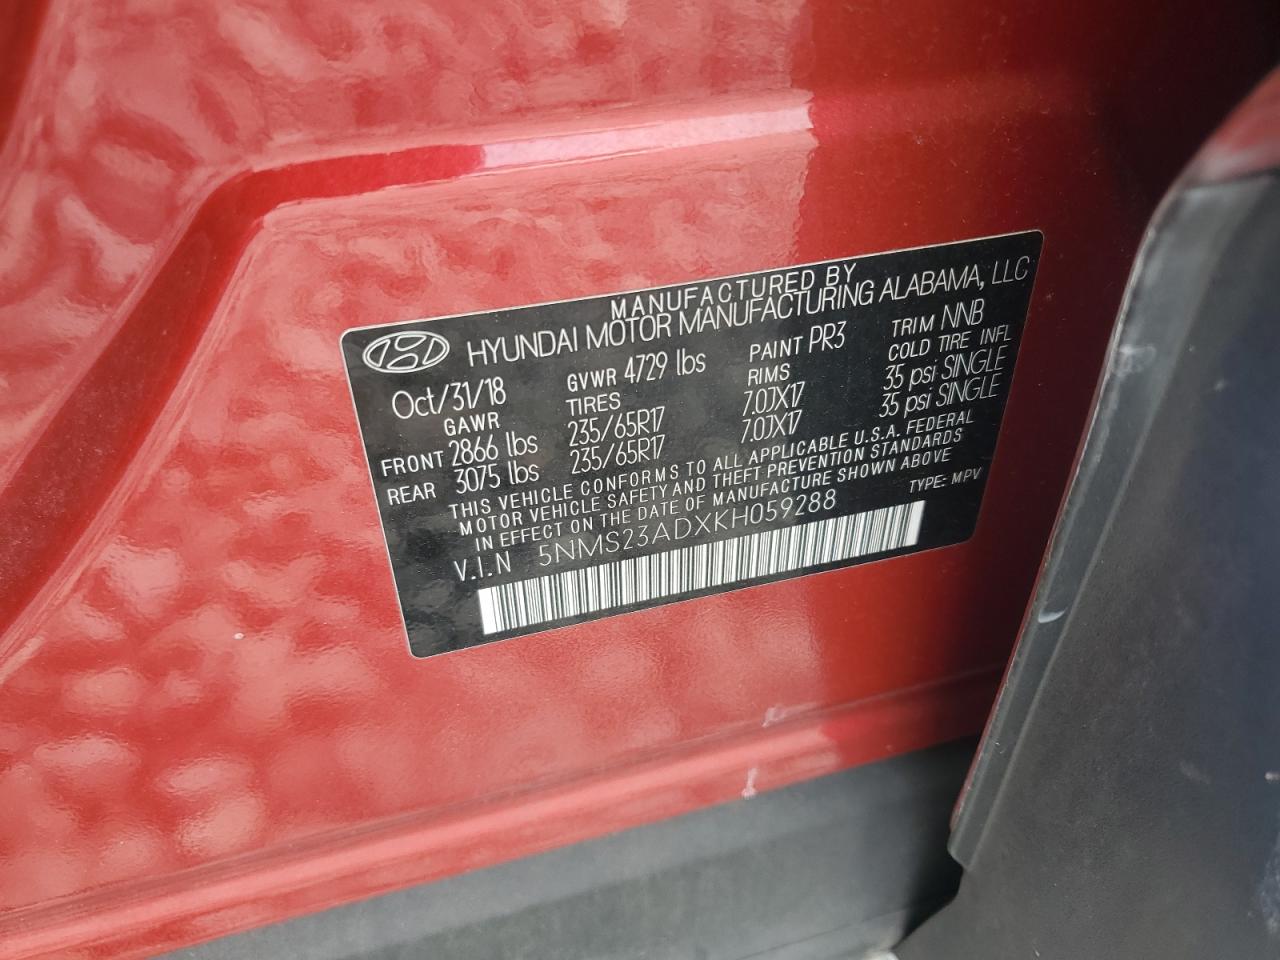 MANUFACTURED BY
HYUNDAI MOTOR MANUFACTURING ALABAMA, LLC
Oct/31/18 GVWR 4729 lbs PAINT PR3 TRIM NNB
GAWR TIRES RIMS COLD TIRE INFL
FRONT 2866 lbs 235/65R17 7.0JX17 35 psi SINGLE
REAR 3075 lbs 235/65R17 7.0JX17 35 psi SINGLE
THIS VEHICLE CONFORMS TO ALL APPLICABLE U.S.A. FEDERAL
MOTOR VEHICLE SAFETY AND THEFT PREVENTION STANDARDS
IN EFFECT ON THE DATE OF MANUFACTURE SHOWN ABOVE
V.I.N 5NMS23ADXKH059288 TYPE: MPV